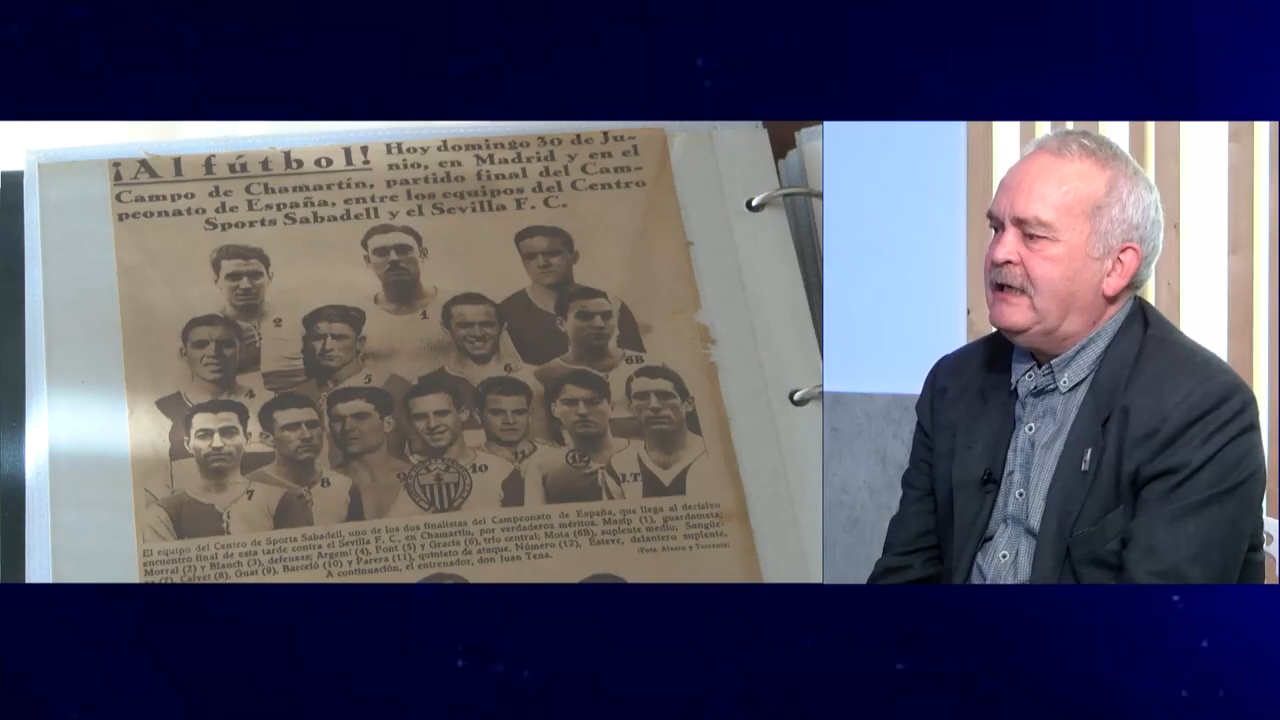 ¡Al fútbol! Hoy domingo 30 de Ju-
nio, en Madrid y en el
Campo de Chamartín, partido final del Cam-
peonato de España, entre los equipos del Centro
Sports Sabadell y el Sevilla F. C.
2
1
4
5
6
6B
7
8
9
10
11
12
J.T.
El equipo del Centro de Sports Sabadell, uno de los dos finalistas del Campeonato de España, que llega al decisivo
encuentro final de esta tarde contra el Sevilla F. C., en Chamartín, por verdaderos méritos. Masip (1), guardameta;
Morral (2) y Blanch (3), defensas; Argemí (4), Font (5) y Gracia (6), trío central; Mota (6B), suplente medio; Sangüe-
(7), Calvet (8), Gual (9), Barceló (10) y Parera (11), quinteto de ataque. Número (12), Esteve, delantero suplente.
A continuación, el entrenador, don Juan Tena.
(Foto. Alvaro y Torrents)